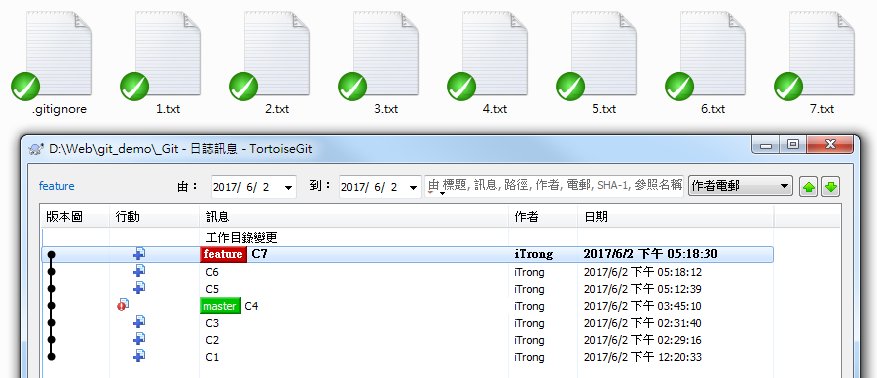 .gitignore 1.txt 2.txt 3.txt 4.txt 5.txt 6.txt 7.txt
D:\Web\git_demo\_Git - 日誌訊息 - TortoiseGit
feature 由： 2017/ 6/ 2 到： 2017/ 6/ 2 由 標題, 訊息, 路徑, 作者, 電郵, SHA-1, 參照名稱 作者電郵
版本圖 行動 訊息 作者 日期
工作目錄變更
feature C7 iTrong 2017/6/2 下午 05:18:30
C6 iTrong 2017/6/2 下午 05:18:12
C5 iTrong 2017/6/2 下午 05:12:39
master C4 iTrong 2017/6/2 下午 03:45:10
C3 iTrong 2017/6/2 下午 02:31:40
C2 iTrong 2017/6/2 下午 02:29:16
C1 iTrong 2017/6/2 下午 12:20:33